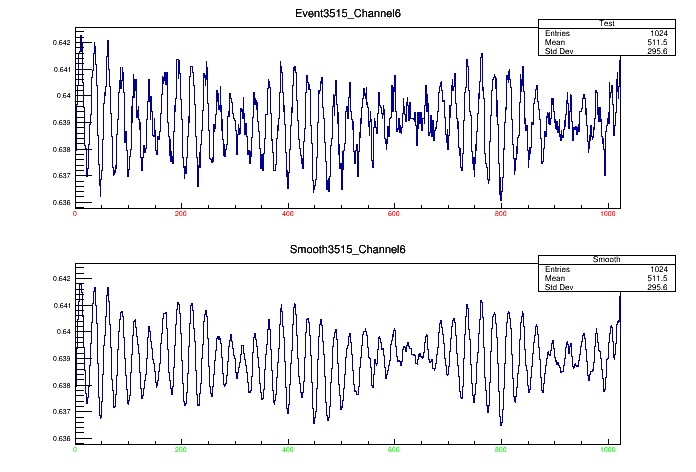 Event3515_Channel6
Test
Entries 1024
Mean 511.5
Std Dev 295.6
0.642
0.641
0.64
0.639
0.638
0.637
0.636
0 200 400 600 800 1000
Smooth3515_Channel6
Smooth
Entries 1024
Mean 511.5
Std Dev 295.6
0.642
0.641
0.64
0.639
0.638
0.637
0.636
0 200 400 600 800 1000